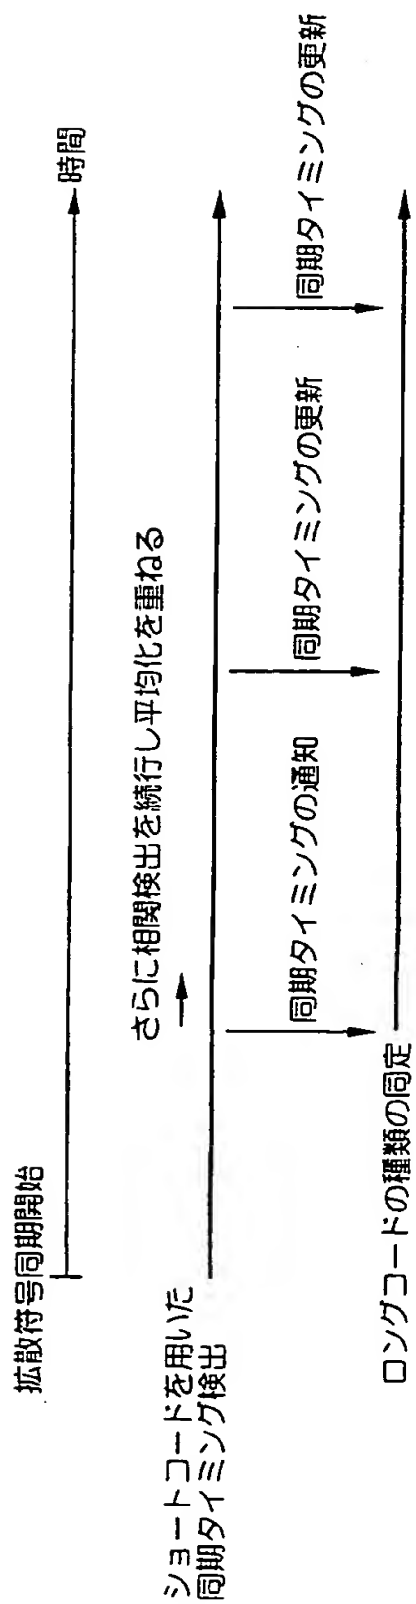 拡散符号同期開始
時間
ショートコードを用いた
同期タイミング検出
さらに相関検出を続行し平均化を重ねる
同期タイミングの通知
同期タイミングの更新
同期タイミングの更新
ロングコードの種類の同定